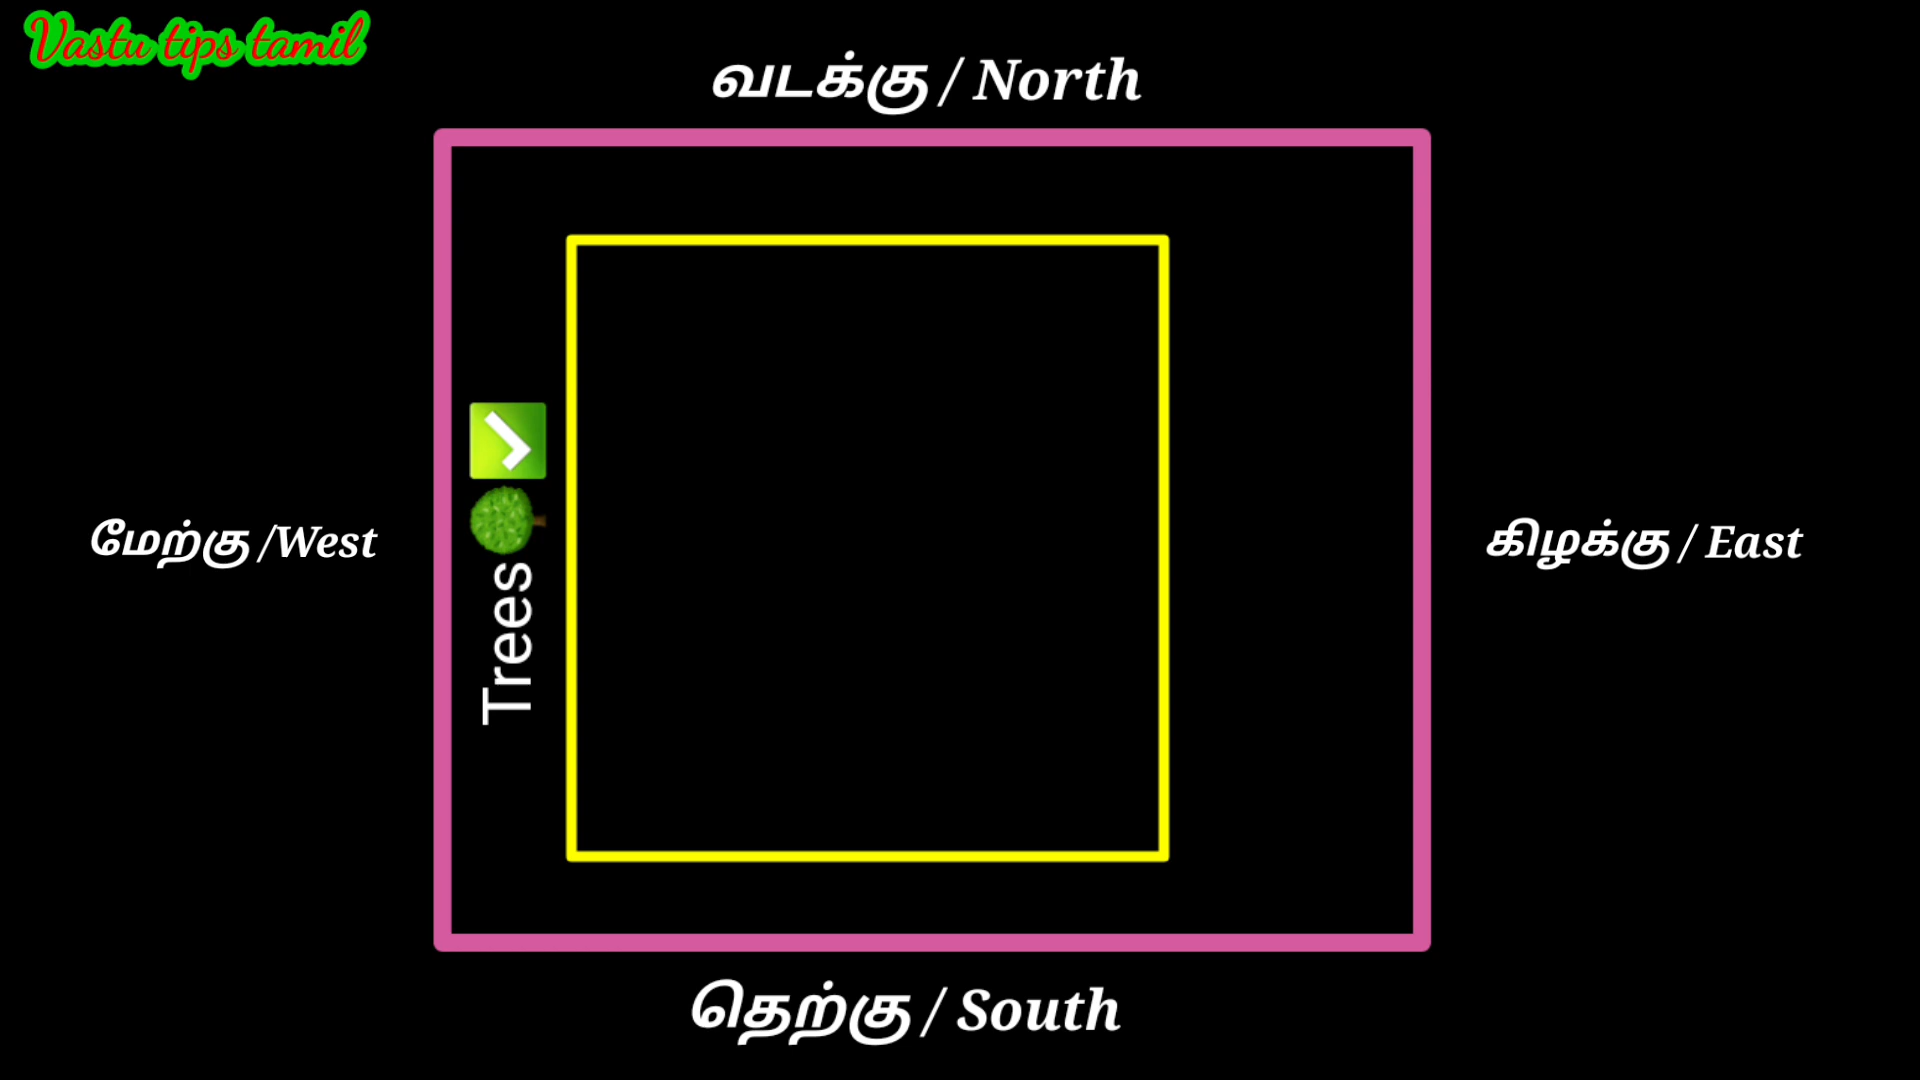 Vastu tips tamil
வடக்கு / North
மேற்கு /West
Trees
கிழக்கு / East
தெற்கு / South